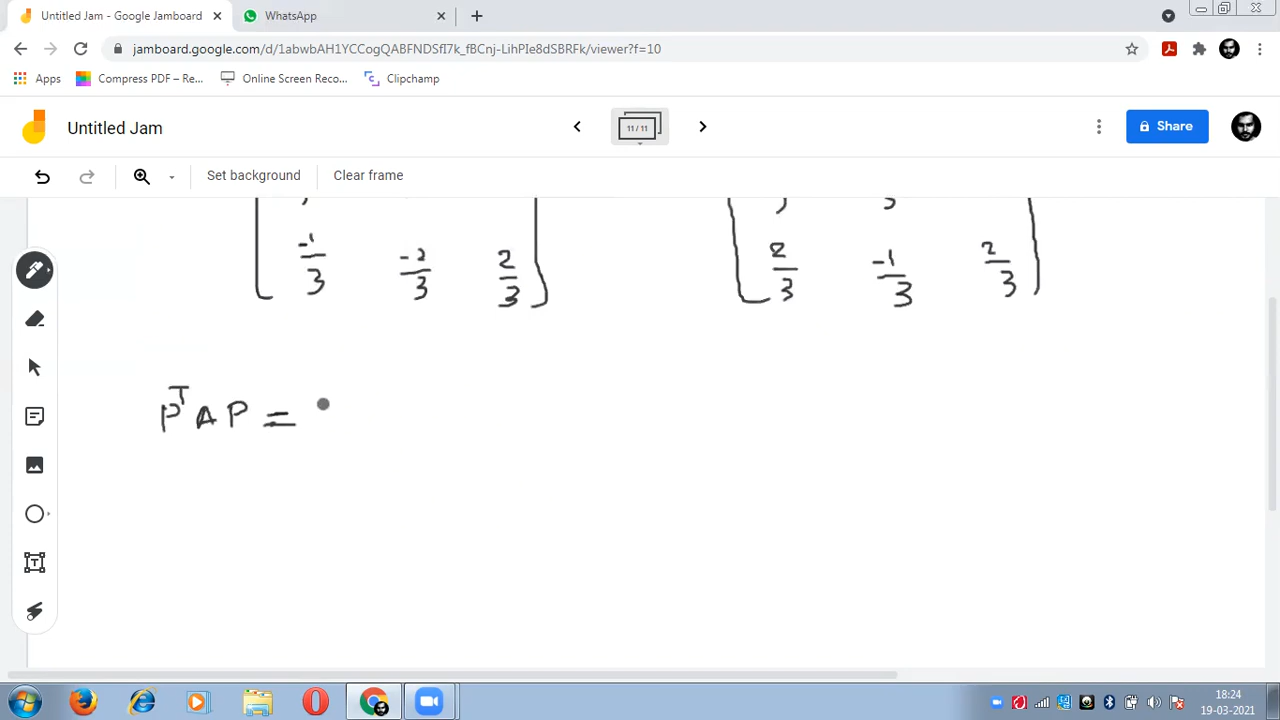 Untitled Jam - Google Jamboard
WhatsApp
jamboard.google.com/d/1abwbAH1YCCogQABFNDSfI7k_fBCnj-LihPIe8dSBRFk/viewer?f=10
Apps
Compress PDF – Re...
Online Screen Reco...
Clipchamp
Untitled Jam
11 / 11
Share
Set background
Clear frame
-1/3 -2/3 2/3
2/3 -1/3 2/3
P^T A P =
18:24
19-03-2021